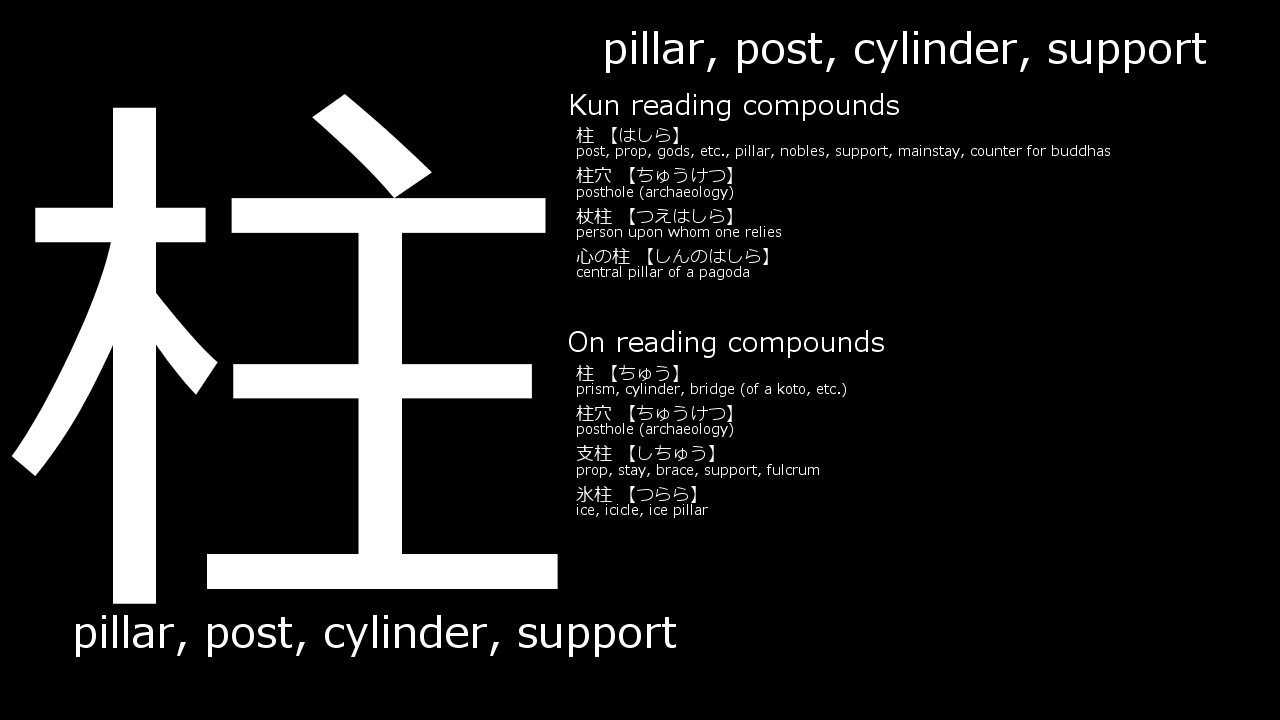 柱
pillar, post, cylinder, support
pillar, post, cylinder, support
Kun reading compounds
柱 【はしら】
post, prop, gods, etc., pillar, nobles, support, mainstay, counter for buddhas
柱穴 【ちゅうけつ】
posthole (archaeology)
杖柱 【つえはしら】
person upon whom one relies
心の柱 【しんのはしら】
central pillar of a pagoda
On reading compounds
柱 【ちゅう】
prism, cylinder, bridge (of a koto, etc.)
柱穴 【ちゅうけつ】
posthole (archaeology)
支柱 【しちゅう】
prop, stay, brace, support, fulcrum
氷柱 【つらら】
ice, icicle, ice pillar